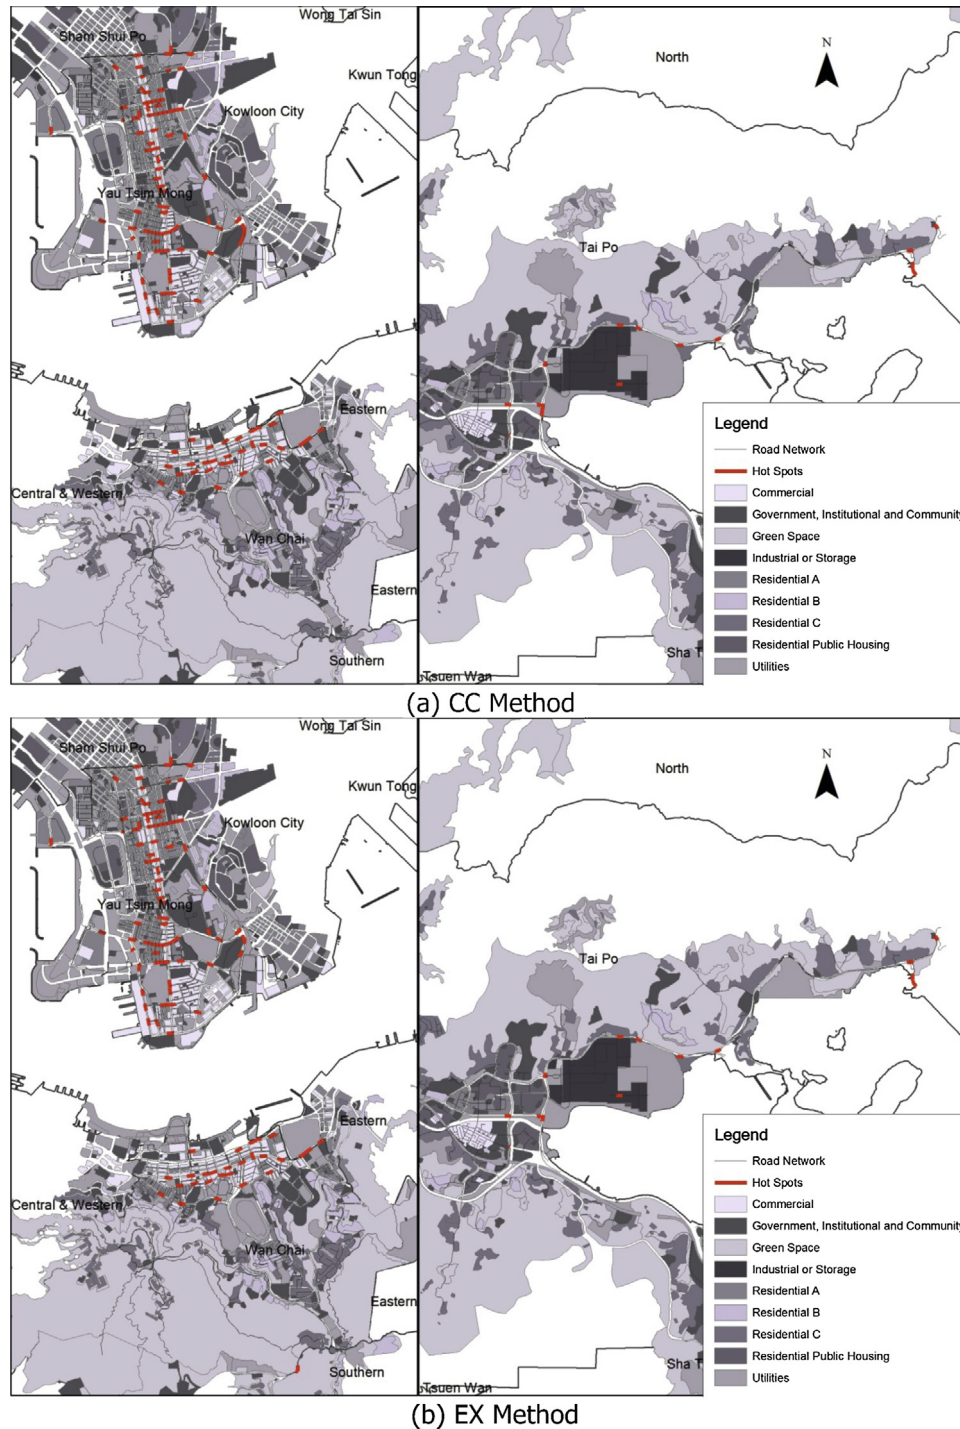 Wong Tai Sin
Sham Shui Po
Kwun Tong
Kowloon City
Yau Tsim Mong
Eastern
Central & Western
Wan Chai
Eastern
Southern
North
N
Tai Po
Sha T
Tsuen Wan
Legend
Road Network
Hot Spots
Commercial
Government, Institutional and Community
Green Space
Industrial or Storage
Residential A
Residential B
Residential C
Residential Public Housing
Utilities
(a) CC Method
Wong Tai Sin
Sham Shui Po
Kwun Tong
Kowloon City
Yau Tsim Mong
Eastern
Central & Western
Wan Chai
Eastern
Southern
North
N
Tai Po
Sha T
Tsuen Wan
Legend
Road Network
Hot Spots
Commercial
Government, Institutional and Community
Green Space
Industrial or Storage
Residential A
Residential B
Residential C
Residential Public Housing
Utilities
(b) EX Method